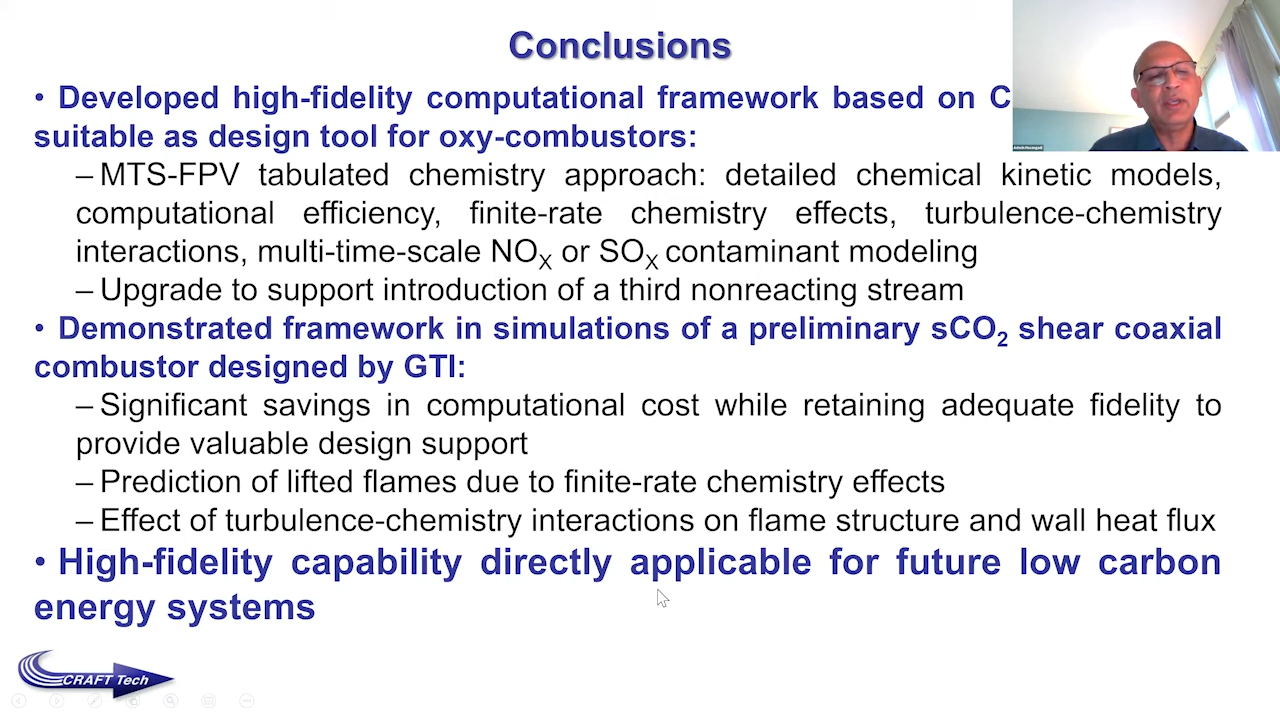 Conclusions
• Developed high-fidelity computational framework based on C
suitable as design tool for oxy-combustors:
– MTS-FPV tabulated chemistry approach: detailed chemical kinetic models,
computational efficiency, finite-rate chemistry effects, turbulence-chemistry
interactions, multi-time-scale NOX or SOX contaminant modeling
– Upgrade to support introduction of a third nonreacting stream
• Demonstrated framework in simulations of a preliminary sCO2 shear coaxial
combustor designed by GTI:
– Significant savings in computational cost while retaining adequate fidelity to
provide valuable design support
– Prediction of lifted flames due to finite-rate chemistry effects
– Effect of turbulence-chemistry interactions on flame structure and wall heat flux
• High-fidelity capability directly applicable for future low carbon
energy systems
CRAFT Tech